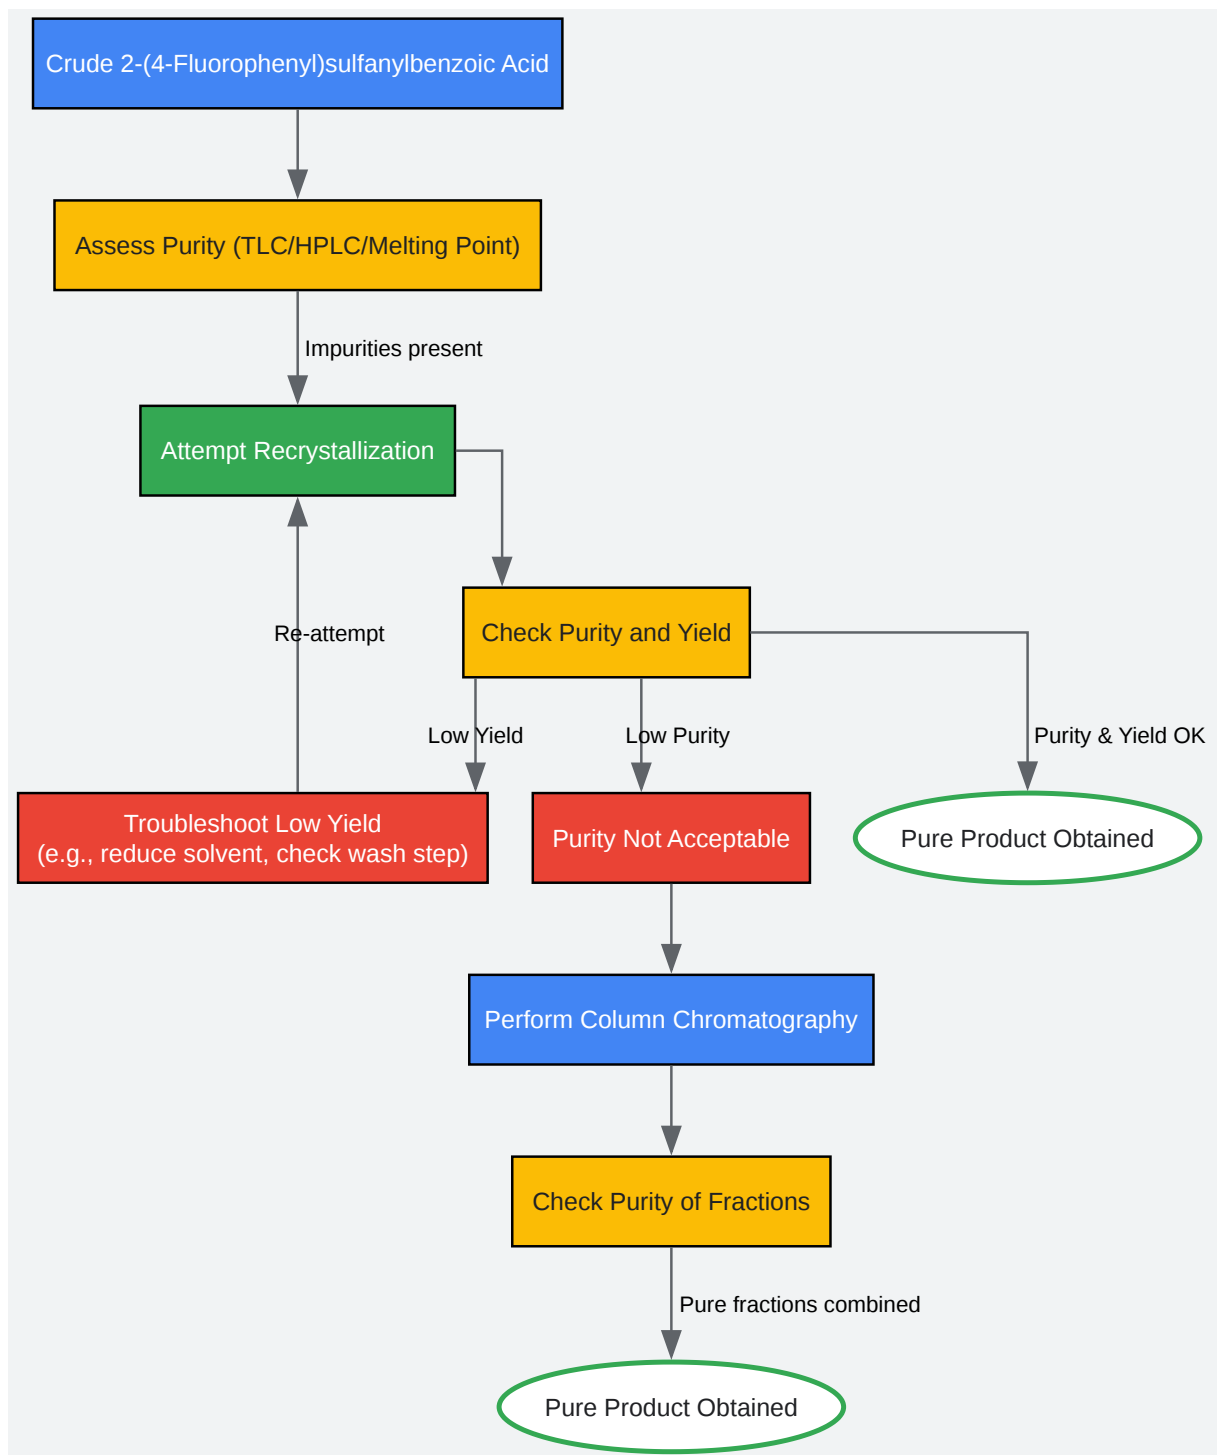 Crude 2-(4-Fluorophenyl)sulfanylbenzoic Acid
Assess Purity (TLC/HPLC/Melting Point)
Impurities present
Attempt Recrystallization
Re-attempt
Check Purity and Yield
Low Yield
Low Purity
Purity & Yield OK
Troubleshoot Low Yield
(e.g., reduce solvent, check wash step)
Purity Not Acceptable
Pure Product Obtained
Perform Column Chromatography
Check Purity of Fractions
Pure fractions combined
Pure Product Obtained